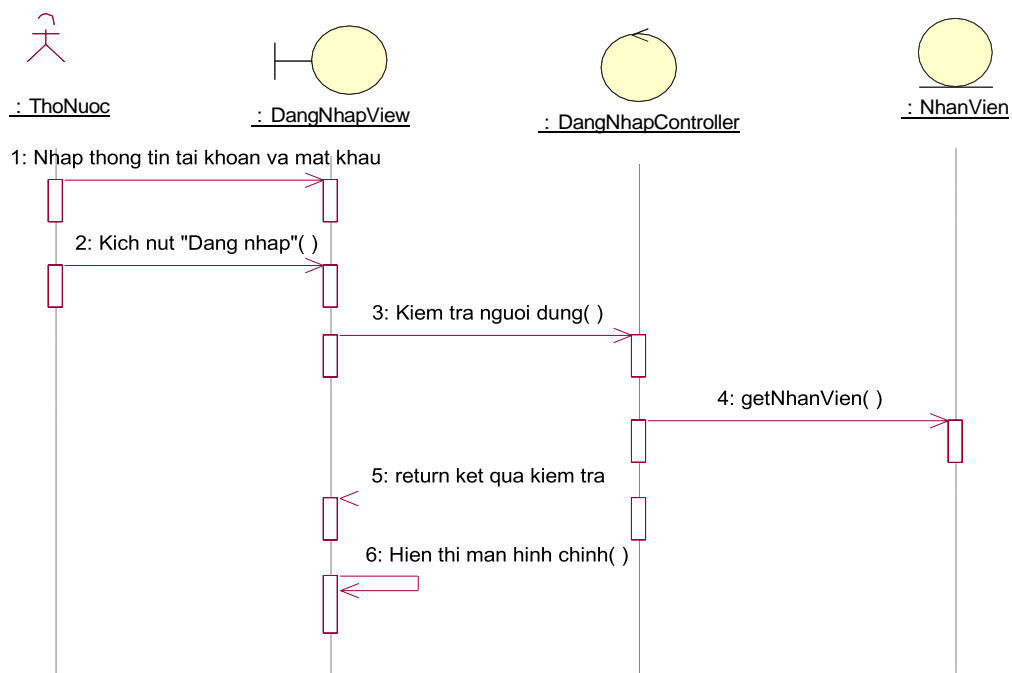 : ThoNuoc
: DangNhapView
: DangNhapController
: NhanVien
1: Nhap thong tin tai khoan va mat khau
2: Kich nut "Dang nhap"( )
3: Kiem tra nguoi dung( )
4: getNhanVien( )
5: return ket qua kiem tra
6: Hien thi man hinh chinh( )